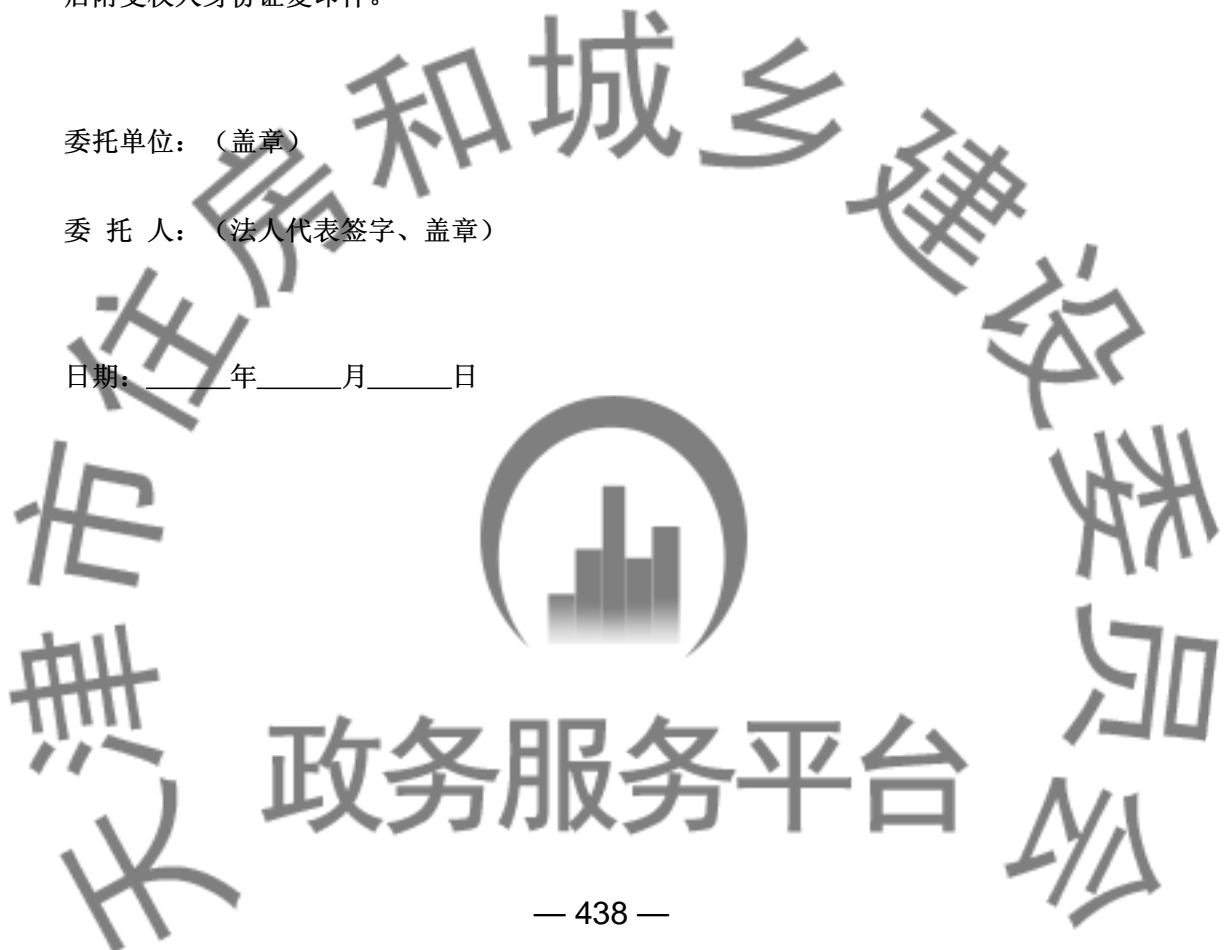 后附受权人身份证复印件。
委托单位：（盖章）
委 托 人：（法人代表签字、盖章）
日期：______年______月______日
天津市住房和城乡建设委员会
政务服务平台
— 438 —